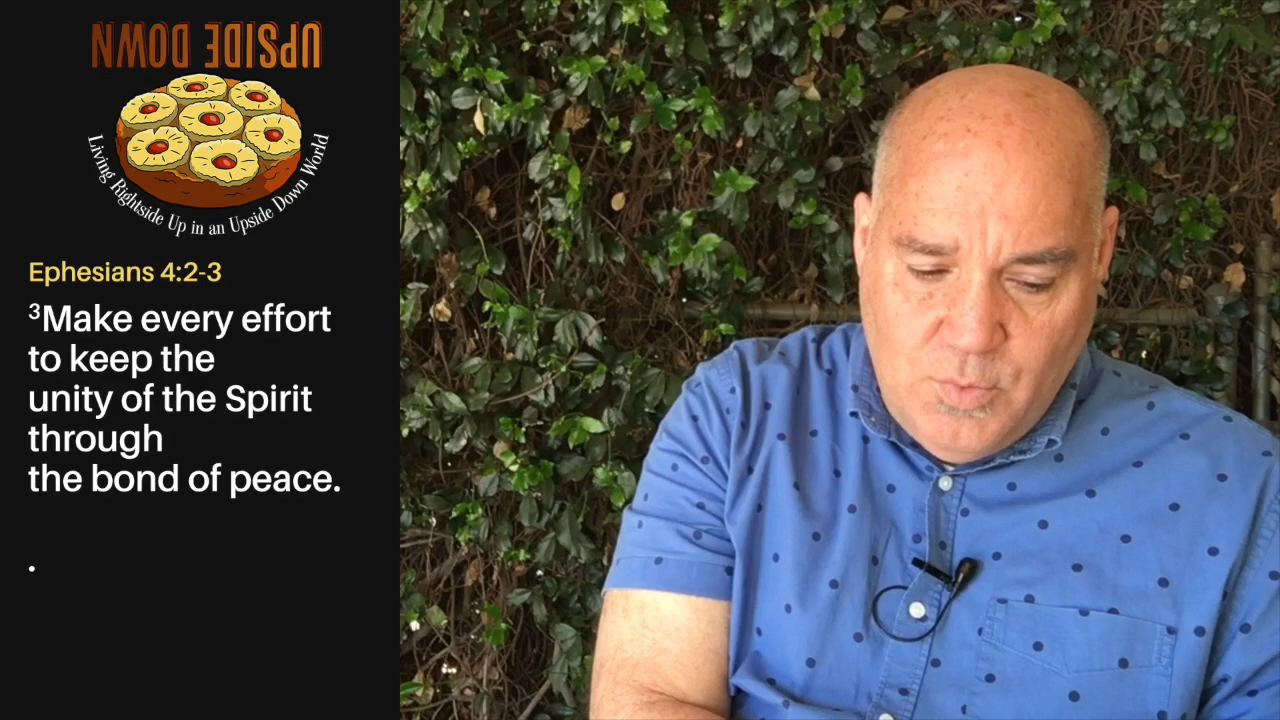 UPSIDE DOWN
Living Rightside Up in an Upside Down World
Ephesians 4:2-3
³Make every effort
to keep the
unity of the Spirit
through
the bond of peace.
.